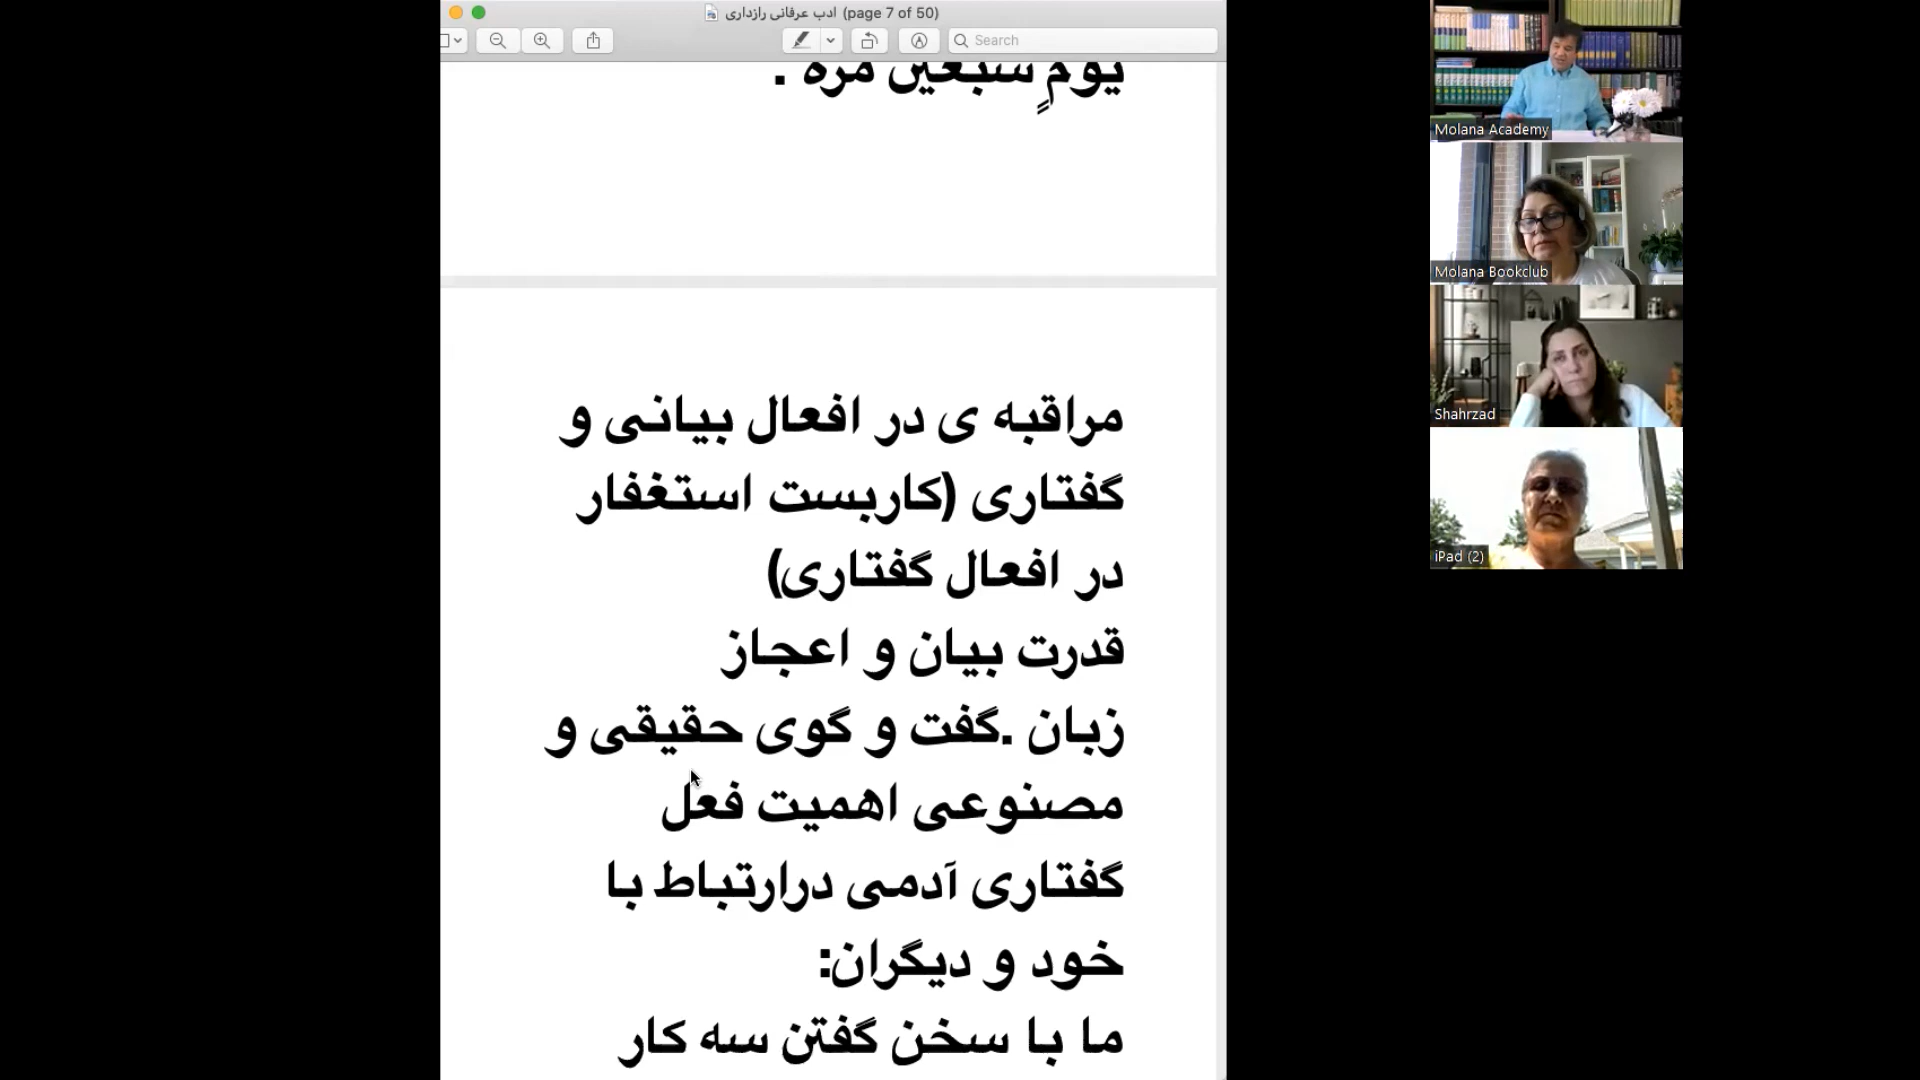 ادب عرفانی رازداری (page 7 of 50)
Search
یومٍ سبعین مره .
مراقبه ی در افعال بیانی و
گفتاری (کاربست استغفار
در افعال گفتاری)
قدرت بیان و اعجاز
زبان .گفت و گوی حقیقی و
مصنوعی اهمیت فعل
گفتاری آدمی درارتباط با
خود و دیگران:
ما با سخن گفتن سه کار
Molana Academy
Molana Bookclub
Shahrzad
iPad (2)